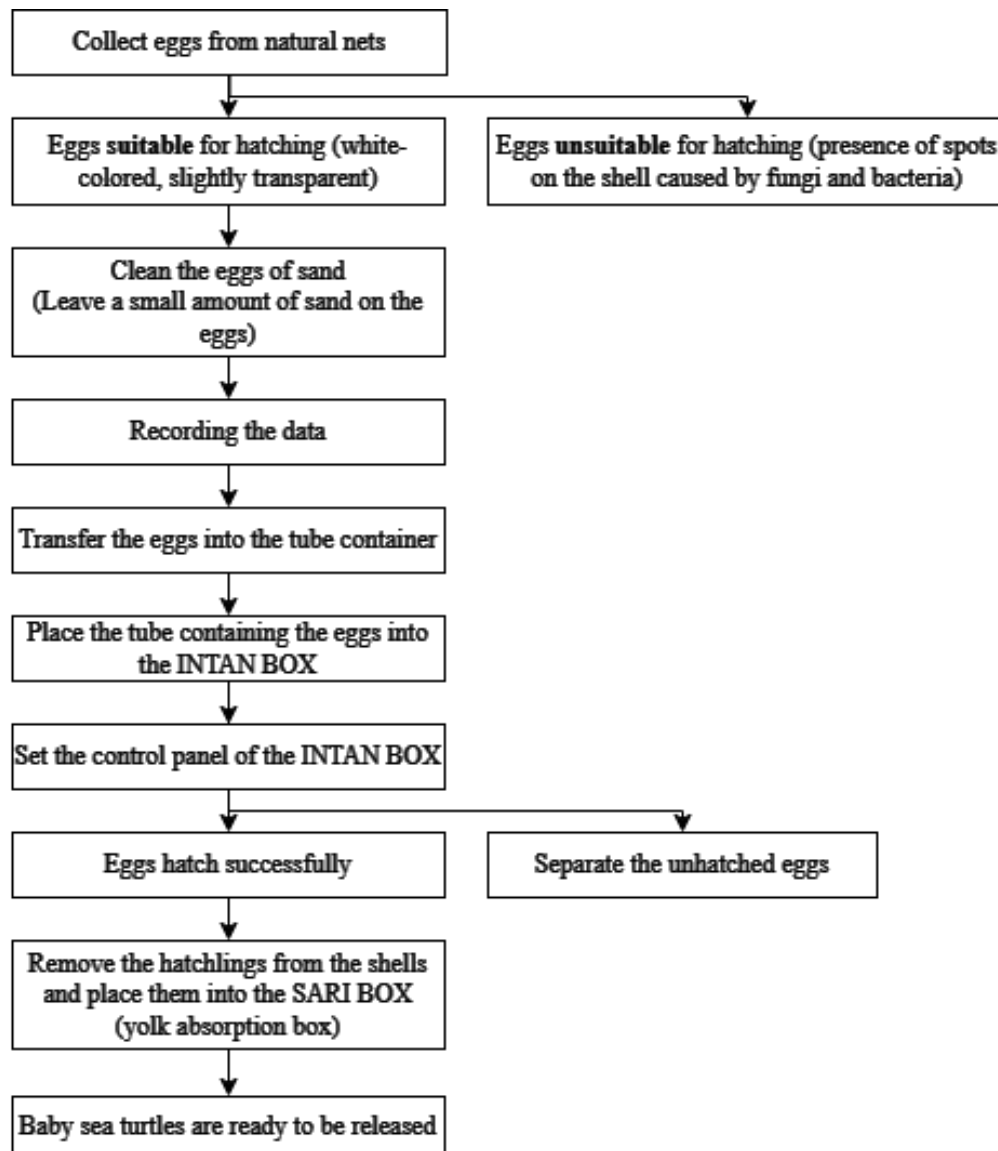 Collect eggs from natural nets
Eggs suitable for hatching (white-
colored, slightly transparent)
Eggs unsuitable for hatching (presence of spots
on the shell caused by fungi and bacteria)
Clean the eggs of sand
(Leave a small amount of sand on the
eggs)
Recording the data
Transfer the eggs into the tube container
Place the tube containing the eggs into
the INTAN BOX
Set the control panel of the INTAN BOX
Eggs hatch successfully
Separate the unhatched eggs
Remove the hatchlings from the shells
and place them into the SARI BOX
(yolk absorption box)
Baby sea turtles are ready to be released